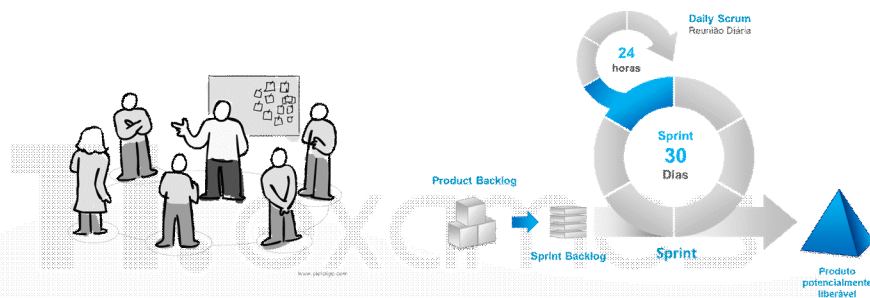 Daily Scrum
Reunião Diária
24
horas
Sprint
30
Dias
Product Backlog
Sprint Backlog
Sprint
Produto
potencialmente
liberável